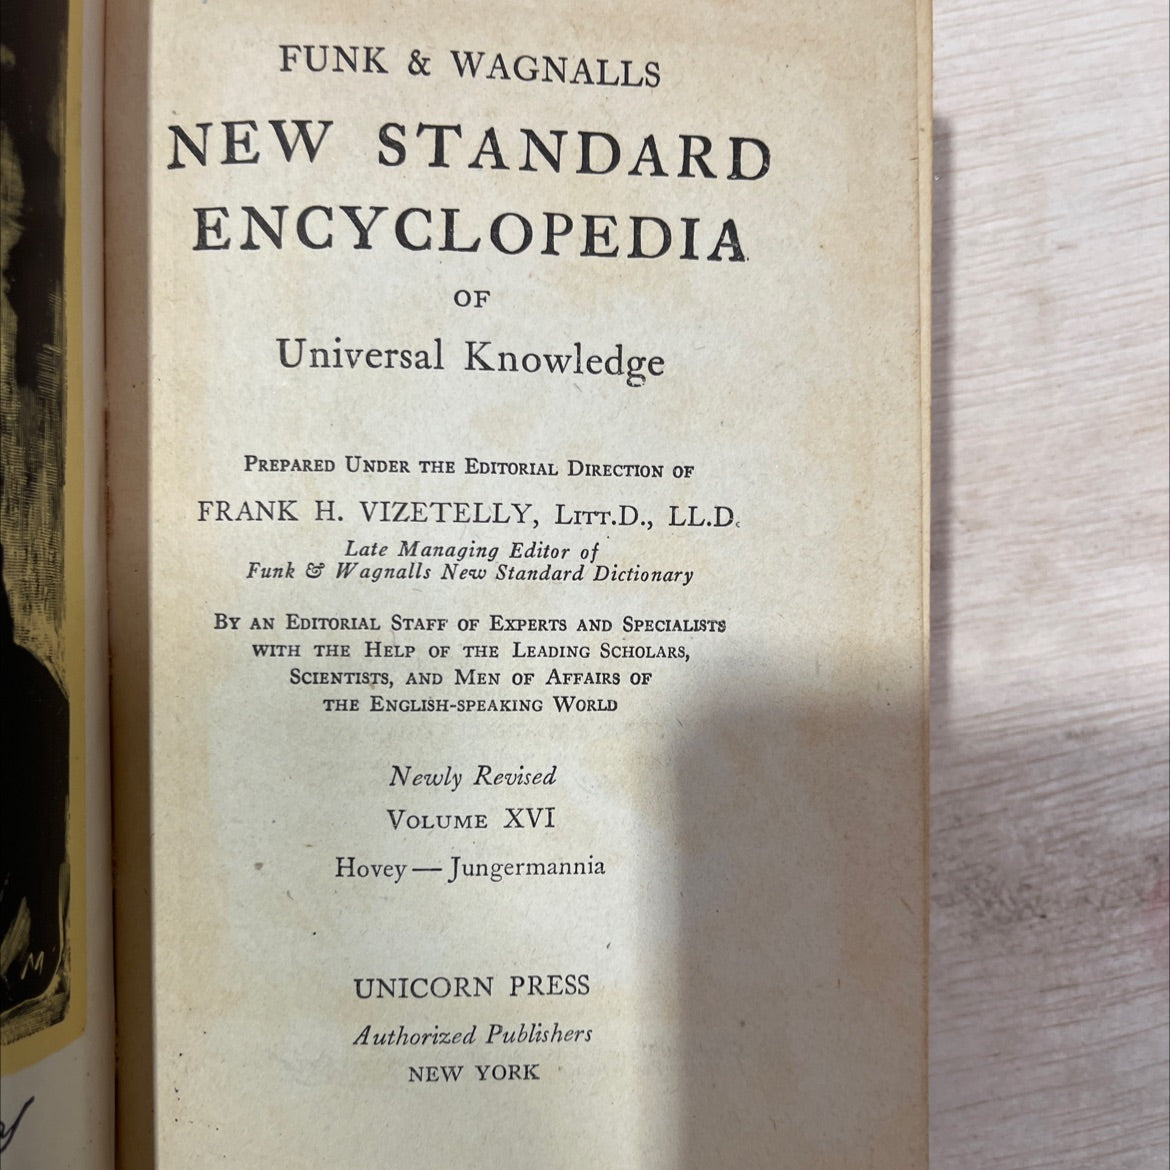 FUNK & WAGNALLS
NEW STANDARD
ENCYCLOPEDIA
OF
Universal Knowledge
PREPARED UNDER THE EDITORIAL DIRECTION OF
FRANK H. VIZETELLY, LITT.D., LL.D.
Late Managing Editor of
Funk & Wagnalls New Standard Dictionary
BY AN EDITORIAL STAFF OF EXPERTS AND SPECIALISTS
WITH THE HELP OF THE LEADING SCHOLARS,
SCIENTISTS, AND MEN OF AFFAIRS OF
THE ENGLISH-SPEAKING WORLD
Newly Revised
VOLUME XVI
Hovey — Jungermannia
UNICORN PRESS
Authorized Publishers
NEW YORK
M